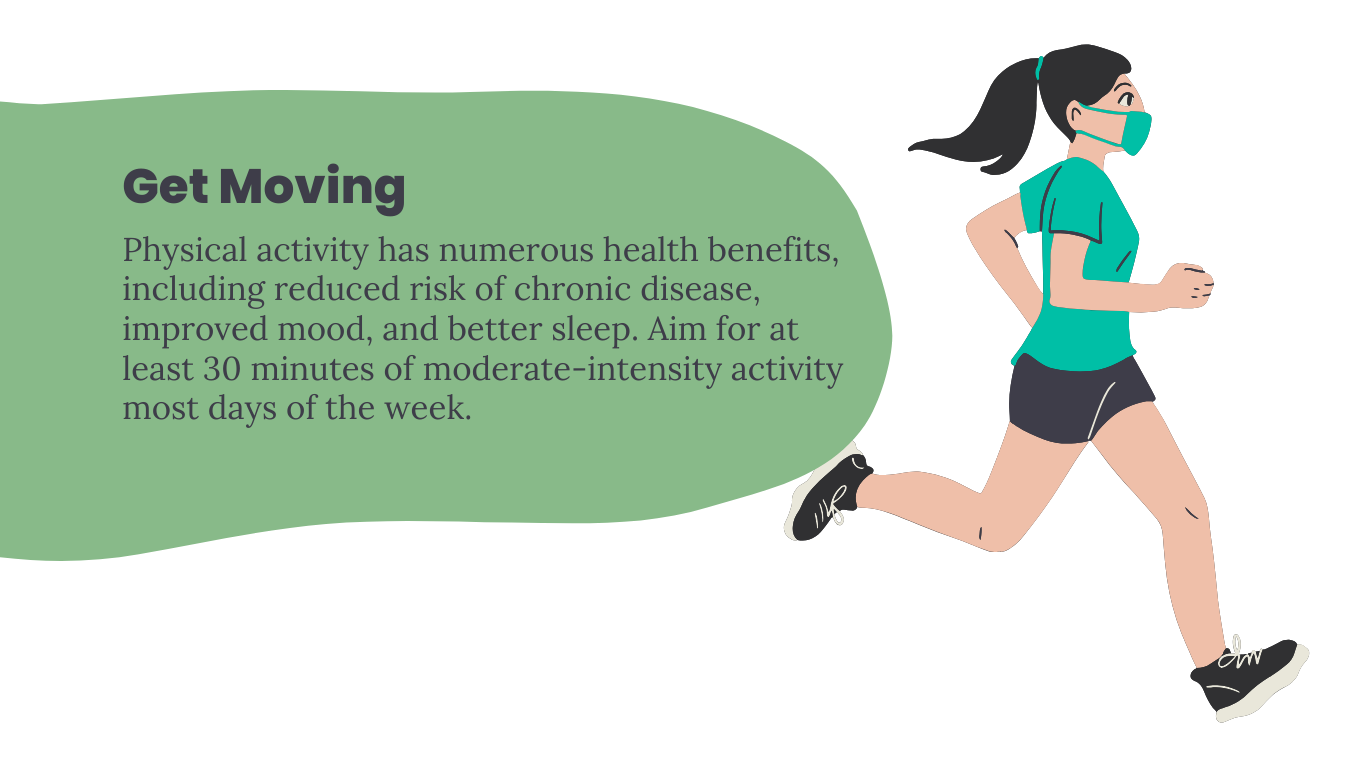 Get Moving
Physical activity has numerous health benefits,
including reduced risk of chronic disease,
improved mood, and better sleep. Aim for at
least 30 minutes of moderate-intensity activity
most days of the week.